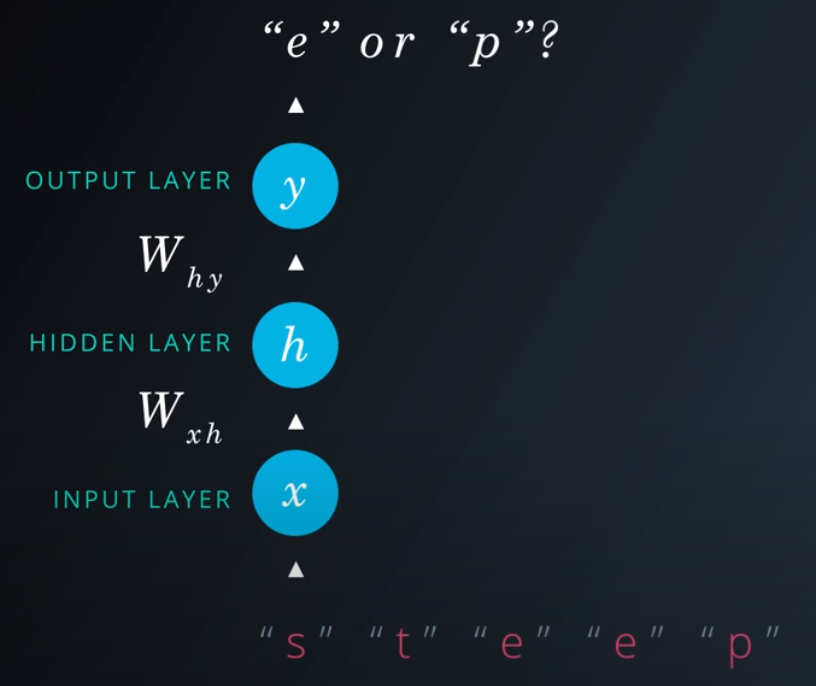 “e” or “p”?
OUTPUT LAYER y
W hy
HIDDEN LAYER h
W xh
INPUT LAYER x
“s” “t” “e” “e” “p”